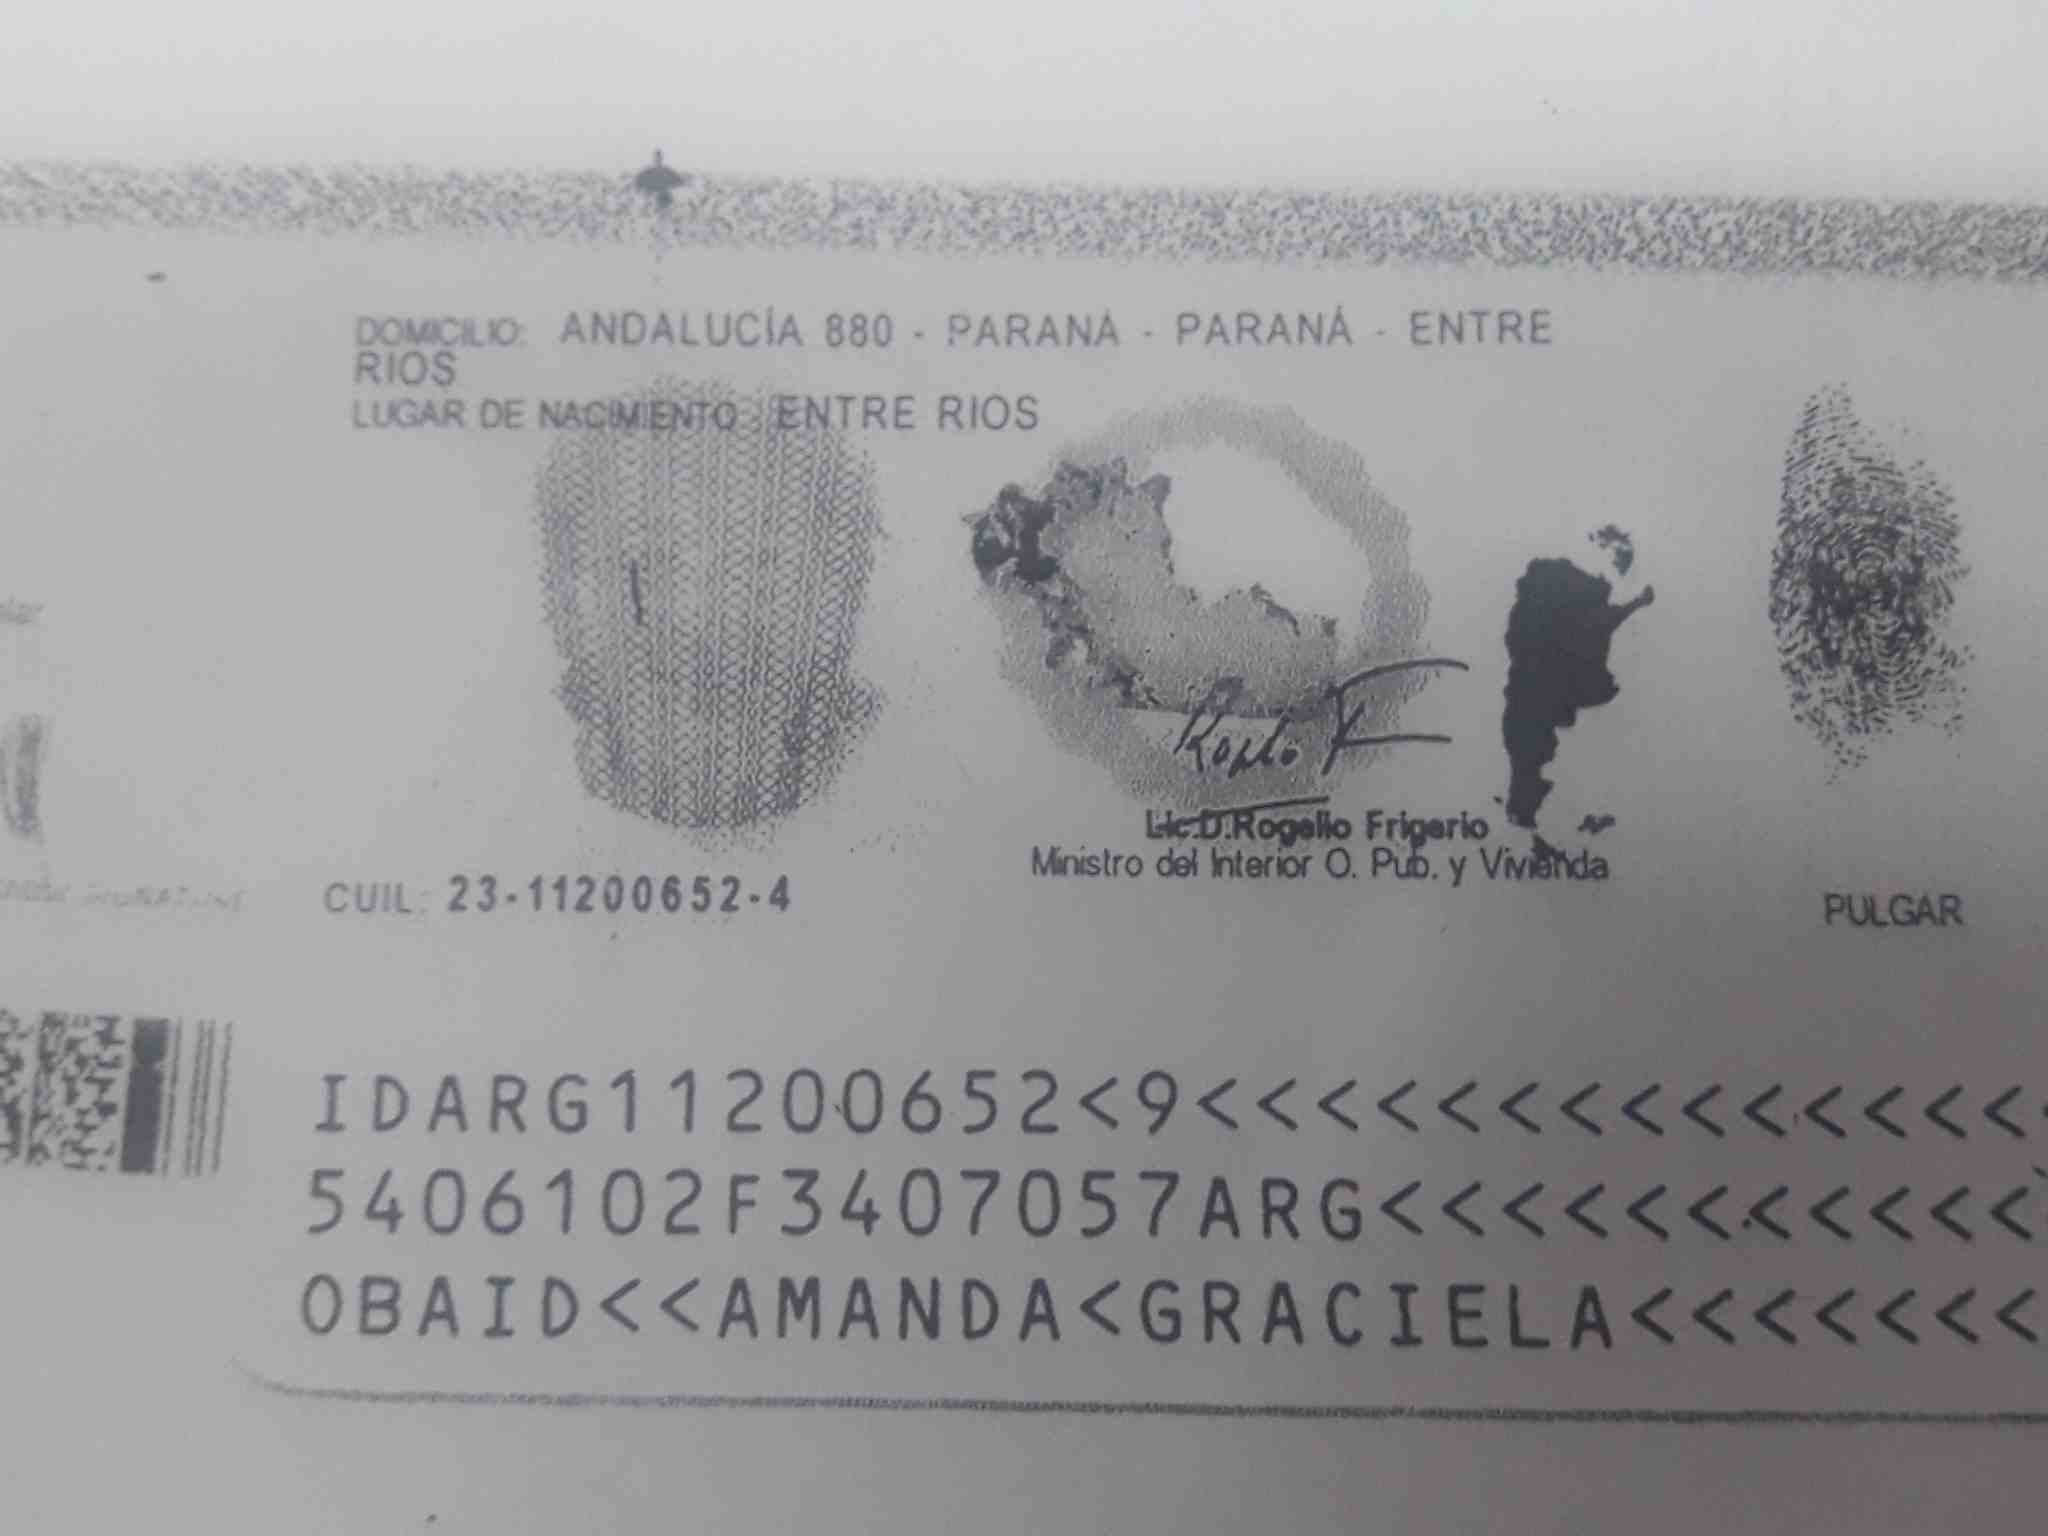 DOMICILIO: ANDALUCÍA 880 - PARANÁ - PARANÁ - ENTRE
RIOS
LUGAR DE NACIMIENTO ENTRE RIOS
Lic.D.Rogelio Frigerio
Ministro del Interior O. Pub. y Vivienda
CUIL: 23-11200652-4
PULGAR
IDARG11200652<9<<<<<<<<<<<<<<
5406102F3407057ARG<<<<<<<<<<<
OBAID<<AMANDA<GRACIELA<<<<<<<